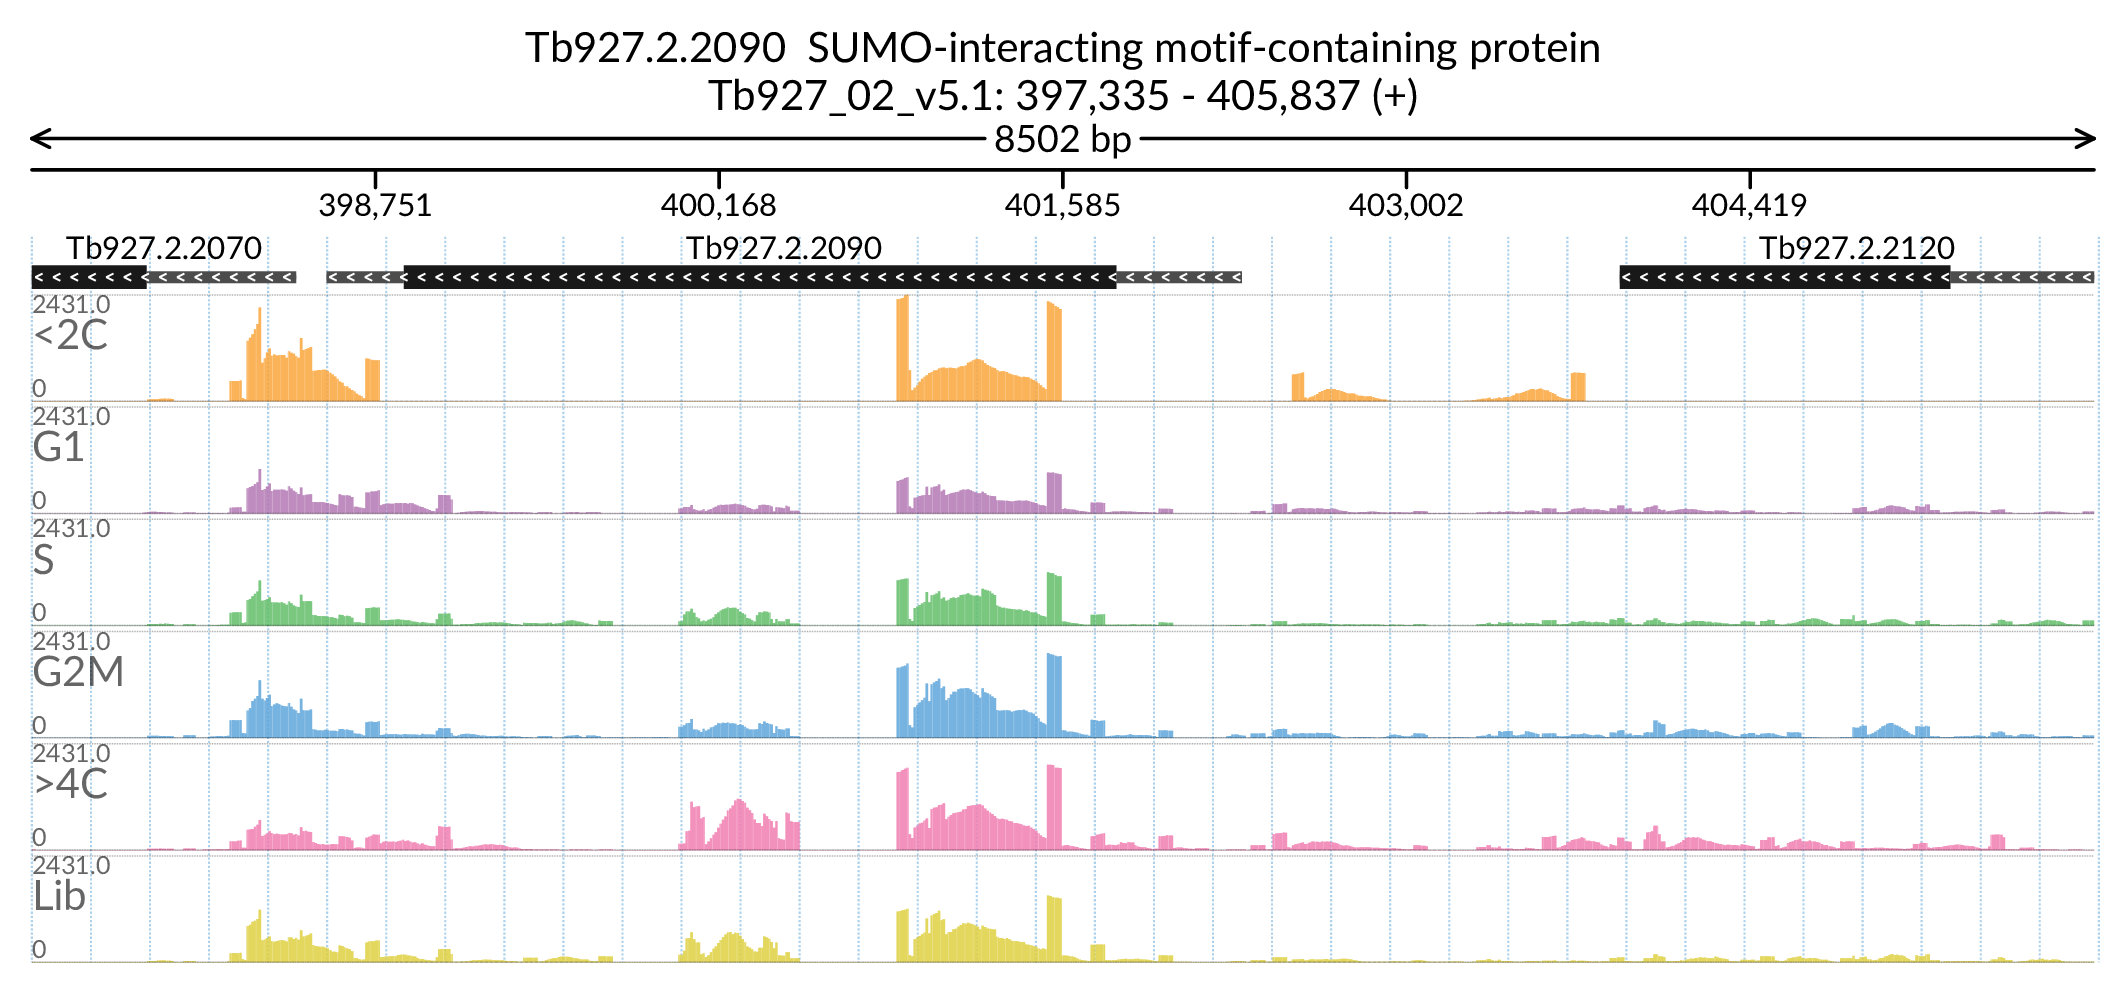 Tb927.2.2090 SUMO-interacting motif-containing protein
Tb927_02_v5.1: 397,335 - 405,837 (+)
8502 bp
398,751 400,168 401,585 403,002 404,419
Tb927.2.2070 Tb927.2.2090 Tb927.2.2120
2431.0
<2C
0
2431.0
G1
0
2431.0
S
0
2431.0
G2M
0
2431.0
>4C
0
2431.0
Lib
0